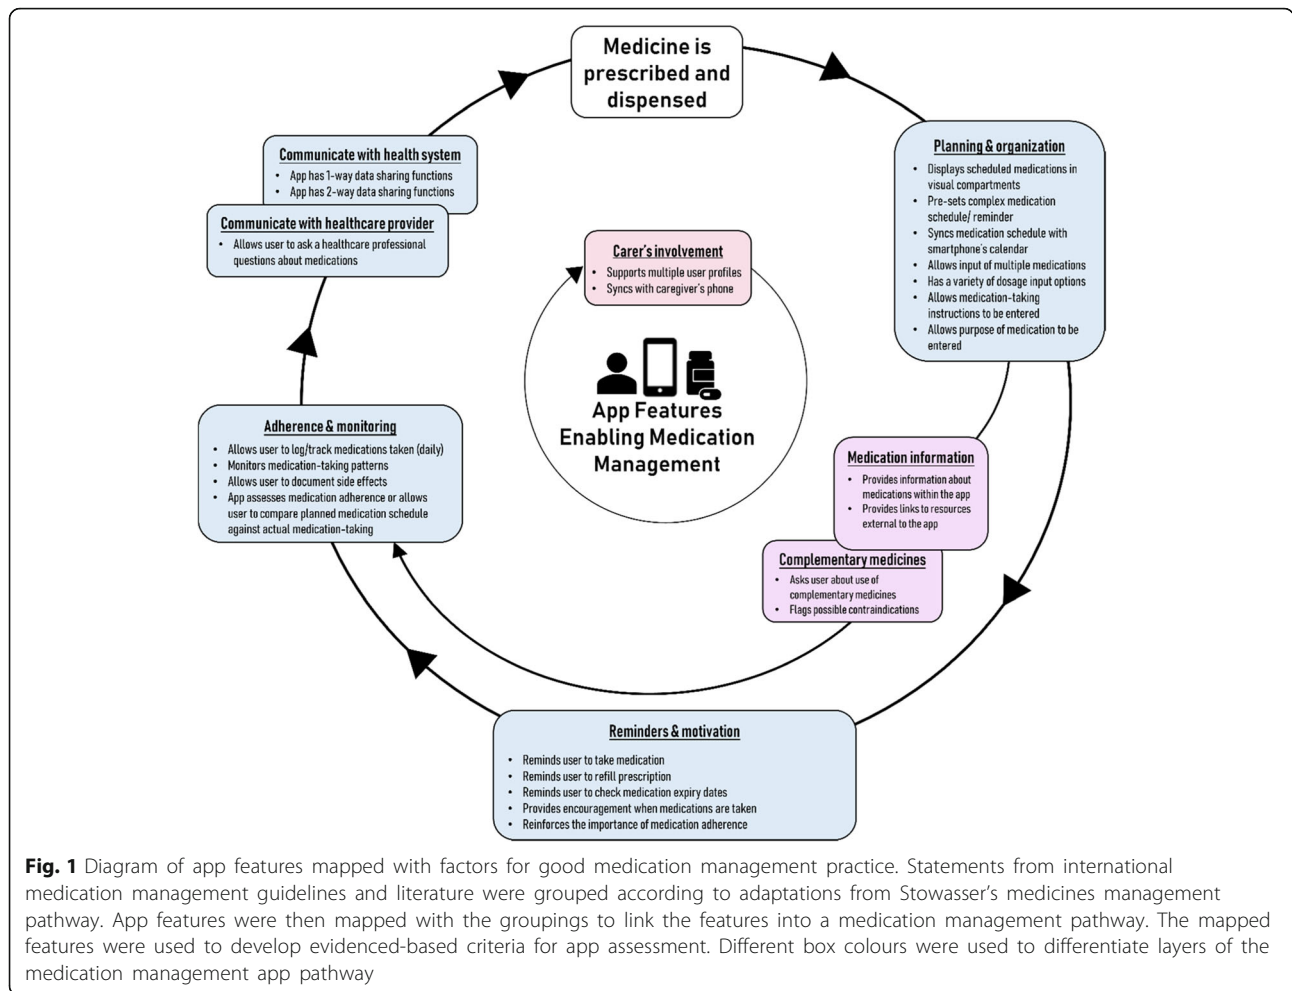 Medicine is
prescribed and
dispensed
Planning & organization
• Displays scheduled medications in
visual compartments
• Pre-sets complex medication
schedule/ reminder
• Syncs medication schedule with
smartphone's calendar
• Allows input of multiple medications
• Has a variety of dosage input options
• Allows medication-taking
instructions to be entered
• Allows purpose of medication to be
entered
Medication information
• Provides information about
medications within the app
• Provides links to resources
external to the app
Complementary medicines
• Asks user about use of
complementary medicines
• Flags possible contraindications
Reminders & motivation
• Reminds user to take medication
• Reminds user to refill prescription
• Reminds user to check medication expiry dates
• Provides encouragement when medications are taken
• Reinforces the importance of medication adherence
Adherence & monitoring
• Allows user to log/track medications taken (daily)
• Monitors medication-taking patterns
• Allows user to document side effects
• App assesses medication adherence or allows
user to compare planned medication schedule
against actual medication-taking
Communicate with healthcare provider
• Allows user to ask a healthcare professional
questions about medications
Communicate with health system
• App has 1-way data sharing functions
• App has 2-way data sharing functions
Carer's involvement
• Supports multiple user profiles
• Syncs with caregiver's phone
App Features
Enabling Medication
Management
Fig. 1 Diagram of app features mapped with factors for good medication management practice. Statements from international
medication management guidelines and literature were grouped according to adaptations from Stowasser's medicines management
pathway. App features were then mapped with the groupings to link the features into a medication management pathway. The mapped
features were used to develop evidenced-based criteria for app assessment. Different box colours were used to differentiate layers of the
medication management app pathway